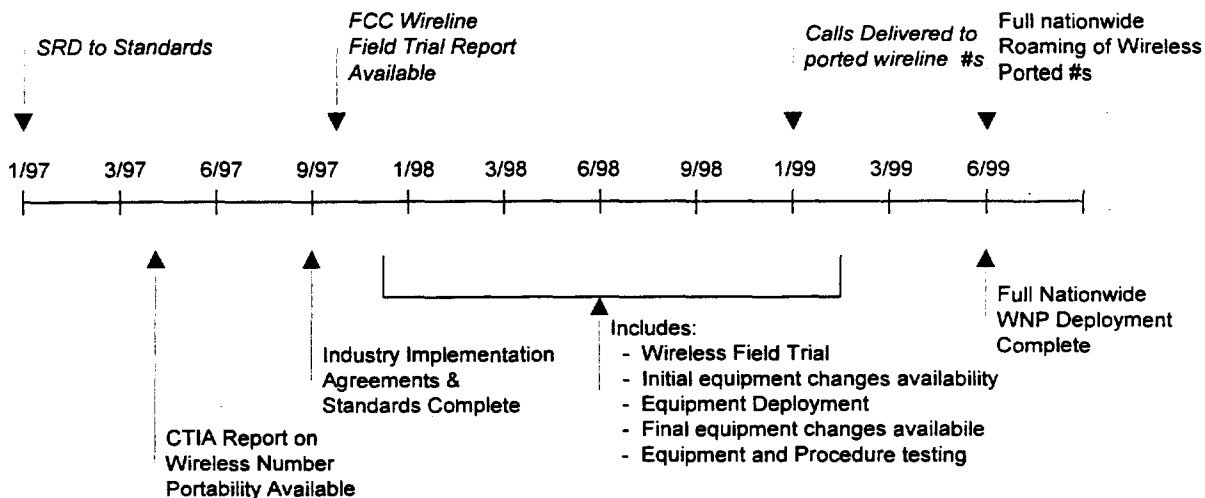 SRD to Standards
FCC Wireline
Field Trial Report
Available
Calls Delivered to
ported wireline #s
Full nationwide
Roaming of Wireless
Ported #s
1/97 3/97 6/97 9/97 1/98 3/98 6/98 9/98 1/99 3/99 6/99
CTIA Report on
Wireless Number
Portability Available
Industry Implementation
Agreements &
Standards Complete
Includes:
- Wireless Field Trial
- Initial equipment changes availability
- Equipment Deployment
- Final equipment changes availabile
- Equipment and Procedure testing
Full Nationwide
WNP Deployment
Complete